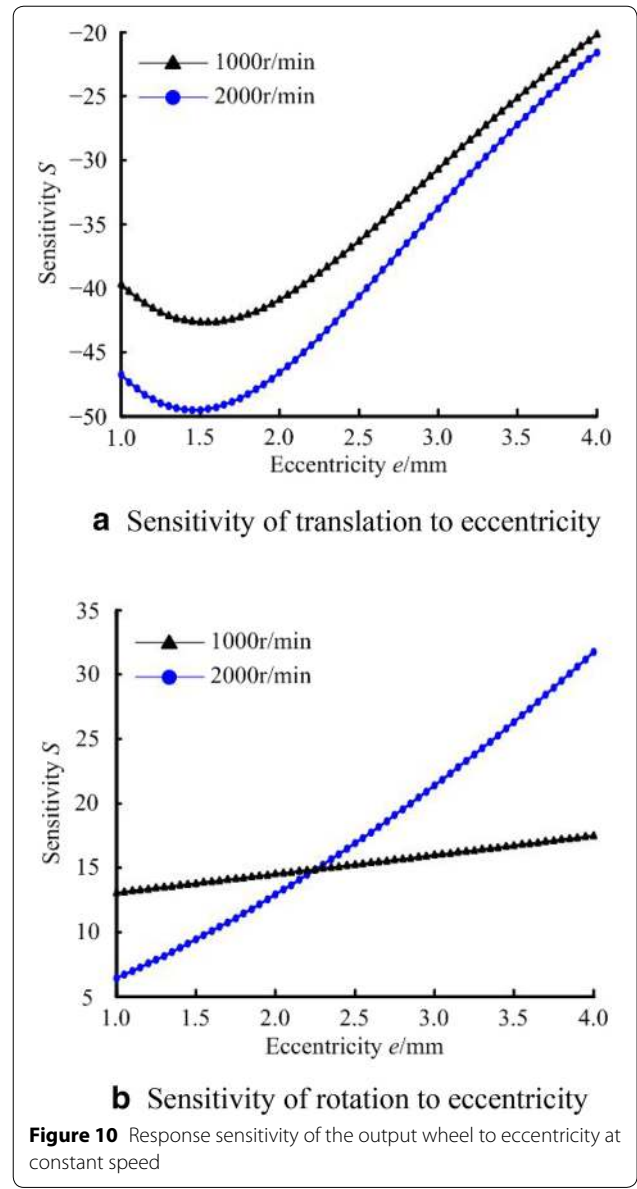 −20
−25
−30
−35
−40
−45
−50
Sensitivity S
1000r/min
2000r/min
1.0 1.5 2.0 2.5 3.0 3.5 4.0
Eccentricity e/mm
a Sensitivity of translation to eccentricity
35
30
25
20
15
10
5
Sensitivity S
1000r/min
2000r/min
1.0 1.5 2.0 2.5 3.0 3.5 4.0
Eccentricity e/mm
b Sensitivity of rotation to eccentricity
Figure 10 Response sensitivity of the output wheel to eccentricity at
constant speed